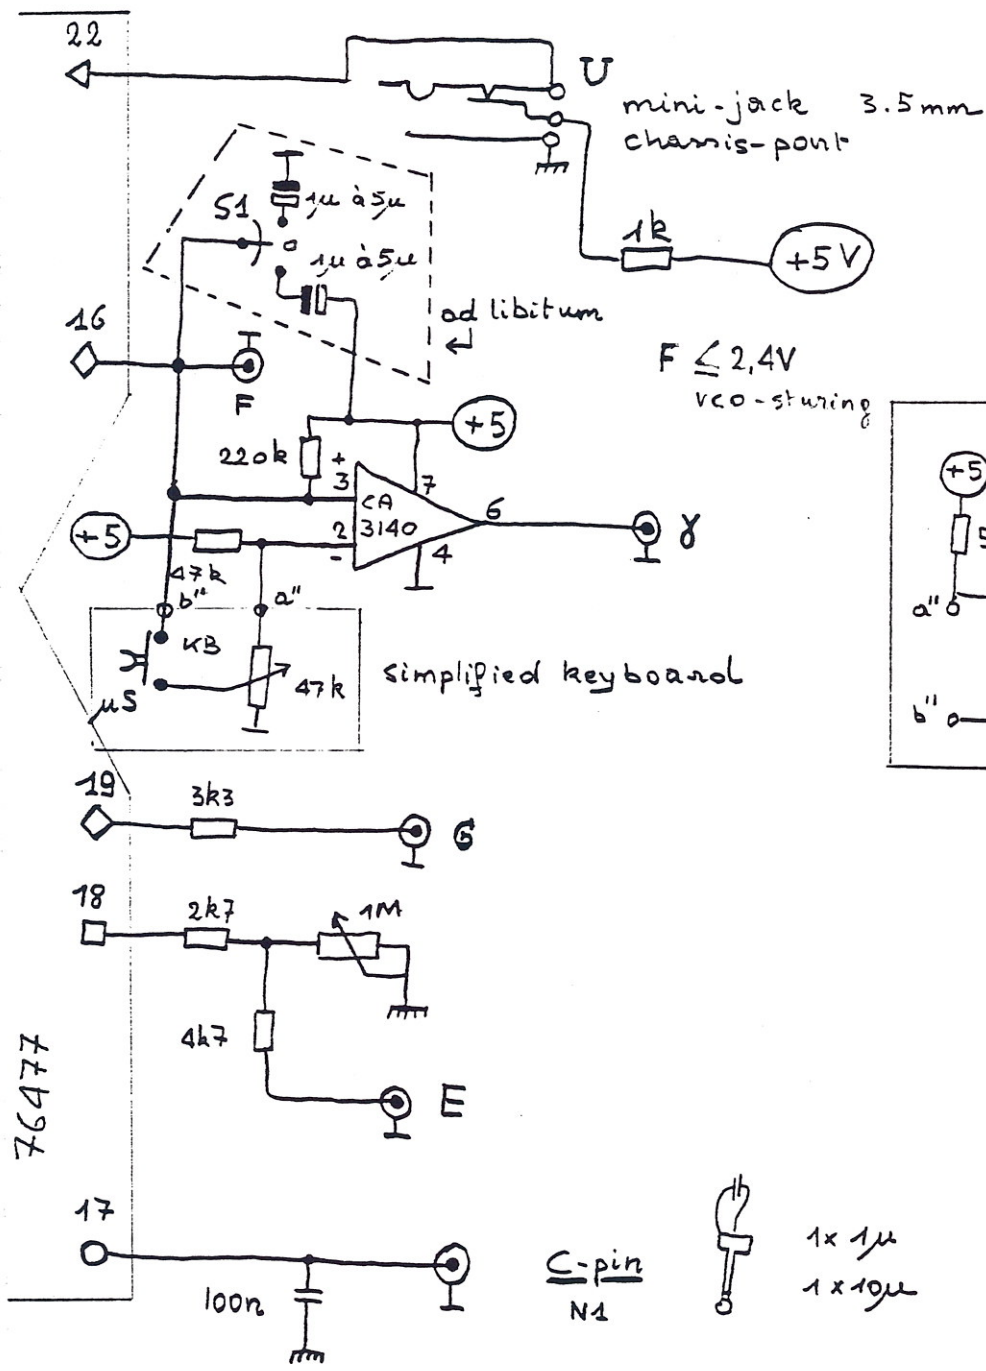 22
U
mini-jack 3.5mm
chassis-pont
S1
1µ à 5µ
1µ à 5µ
1k
+5V
ad libitum
16
F
F ≤ 2,4V
vco-sturing
+5
220k
+
3
7
CA
3140
6
γ
+5
2
-
4
47k
b"
a"
KB
µS
47k
simplified keyboard
+5
5
a"
b"
19
3k3
G
18
2k7
1M
4k7
E
76477
17
100n
C-pin
N1
1x 1µ
1x 10µ